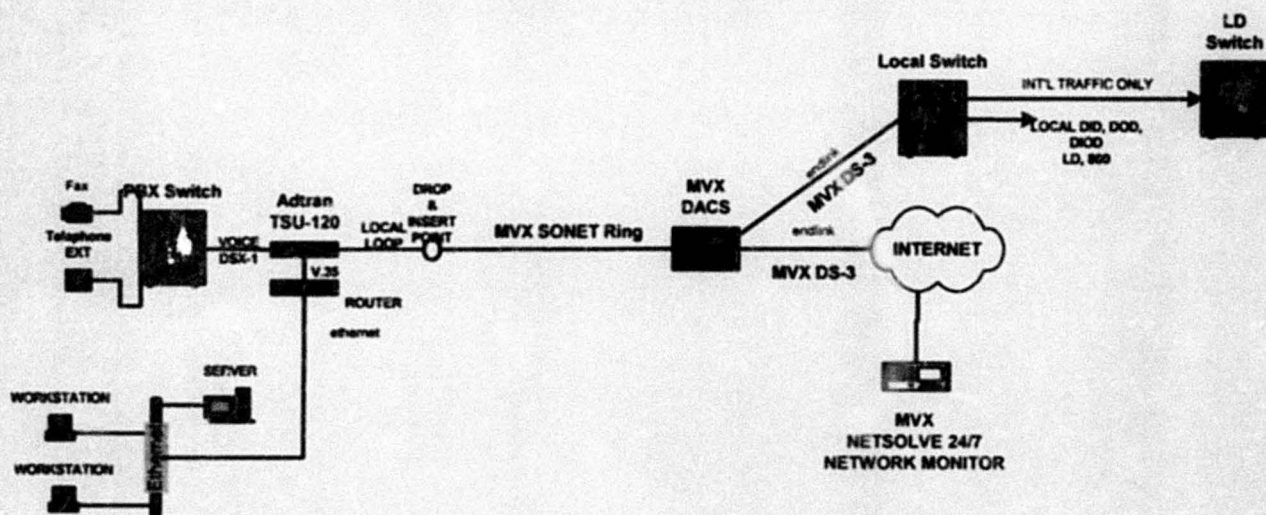 LD
Switch
Local Switch
INT'L TRAFFIC ONLY
LOCAL DID, DOD,
DIOD
LD, 800
endlink
MVX DS-3
Fax
PBX Switch
Telephone
EXT
VOICE
DSX-1
Adtran
TSU-120
LOCAL
LOOP
DROP
&
INSERT
POINT
MVX SONET Ring
MVX
DACS
endlink
MVX DS-3
INTERNET
V.35
ROUTER
ethernet
SERVER
WORKSTATION
WORKSTATION
Ethernet
MVX
NETSOLVE 24/7
NETWORK MONITOR